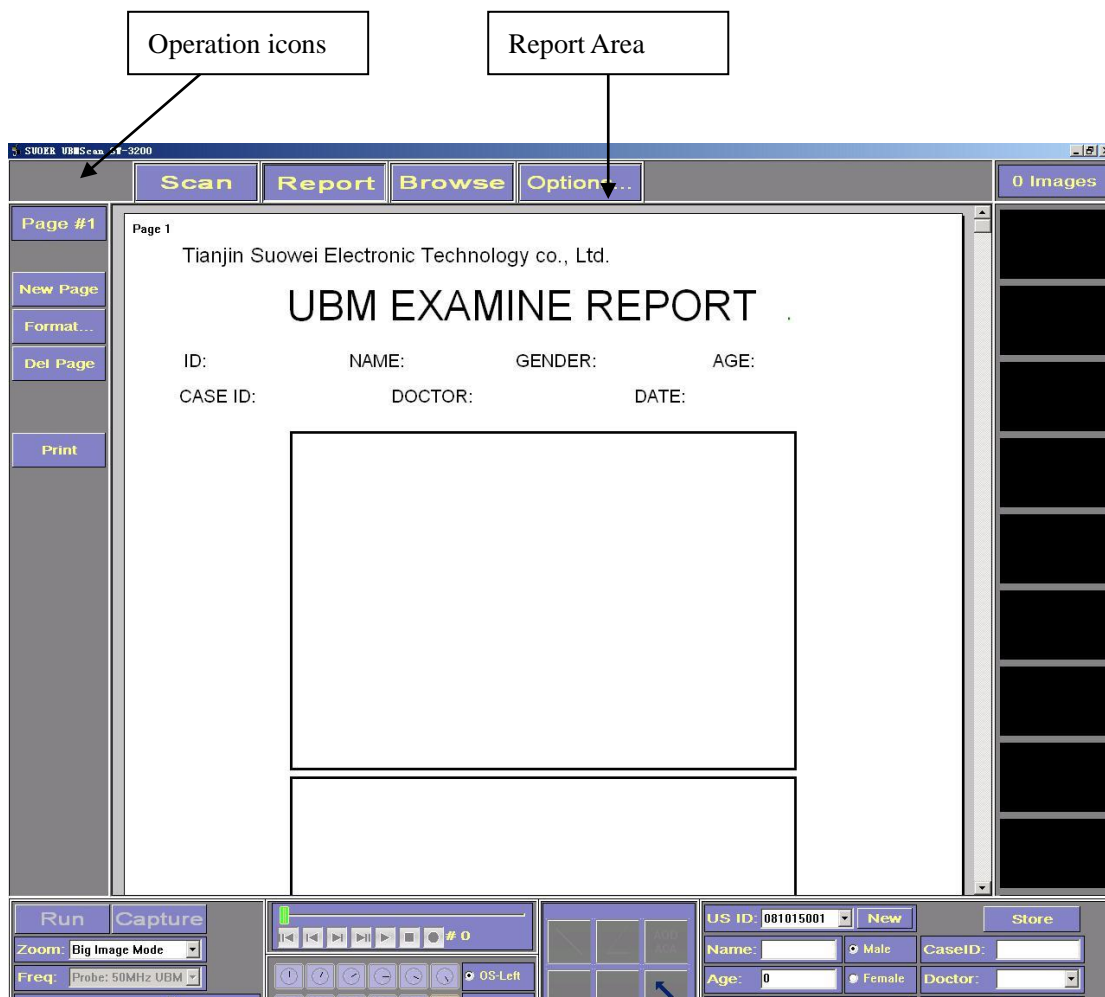 Operation icons
Report Area
SUOER UBMScan SW-3200
Scan Report Browse Options... 0 Images
Page #1
New Page
Format...
Del Page
Print
Page 1
Tianjin Suowei Electronic Technology co., Ltd.
UBM EXAMINE REPORT .
ID: NAME: GENDER: AGE:
CASE ID: DOCTOR: DATE:
Run Capture
Zoom: Big Image Mode
Freq: Probe: 50MHz UBM
# 0
OS-Left
US ID: 081015001 New Store
Name: Male CaseID:
Age: 0 Female Doctor: